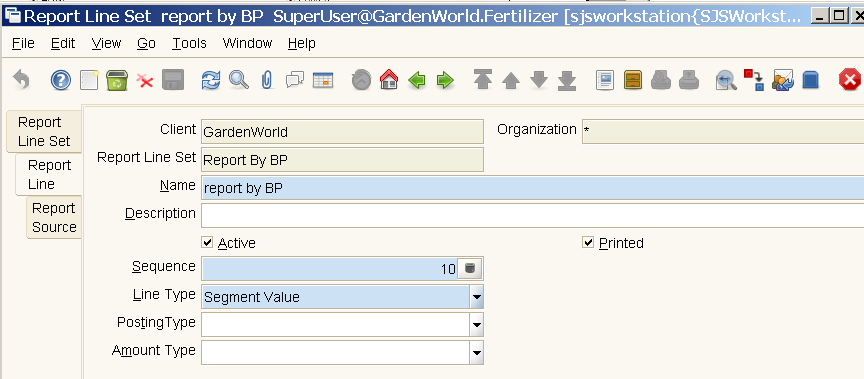 Report Line Set report by BP SuperUser@GardenWorld.Fertilizer [sjsworkstation{SJSWorkst...
File Edit View Go Tools Window Help
Report
Line Set
Report
Line
Report
Source
Client GardenWorld Organization *
Report Line Set Report By BP
Name report by BP
Description
Active Printed
Sequence 10
Line Type Segment Value
PostingType
Amount Type